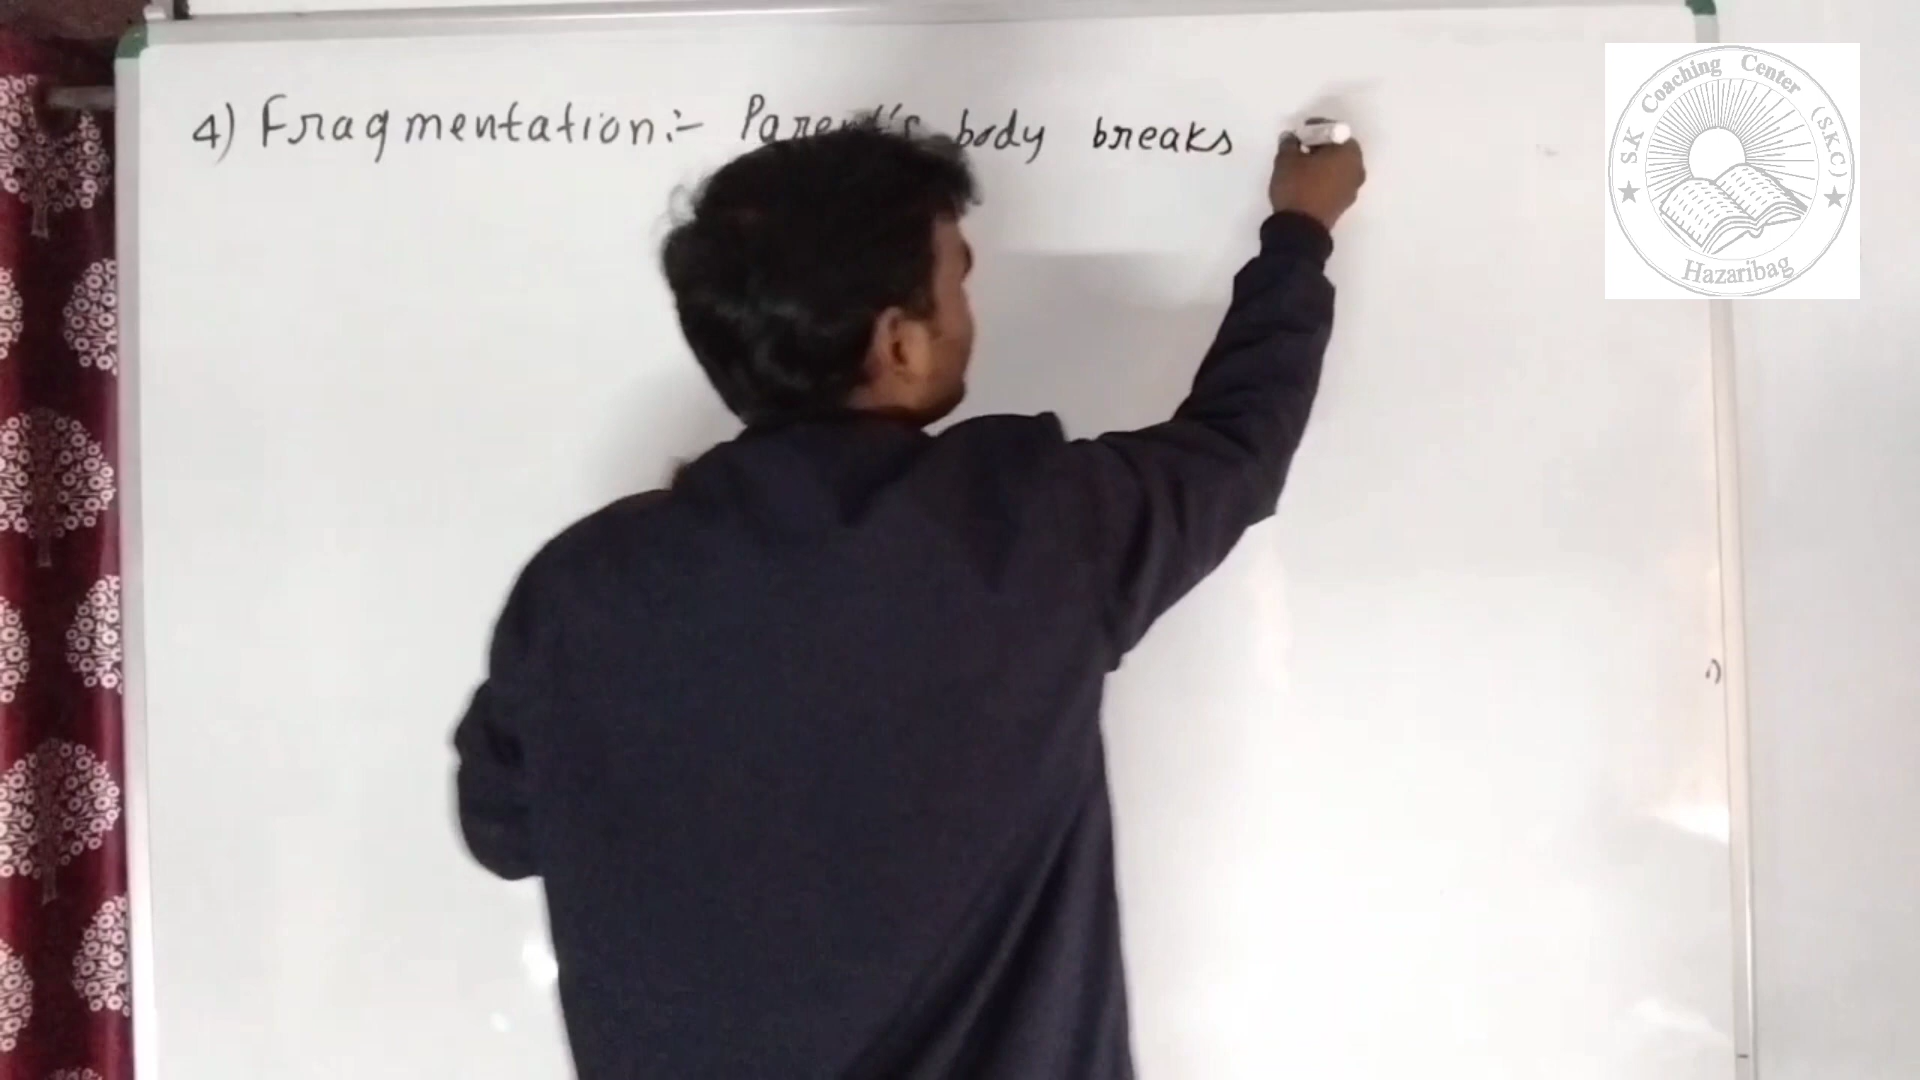 4) Fragmentation:- Parent's body breaks
S.K Coaching Center (S.K.C)
Hazaribag